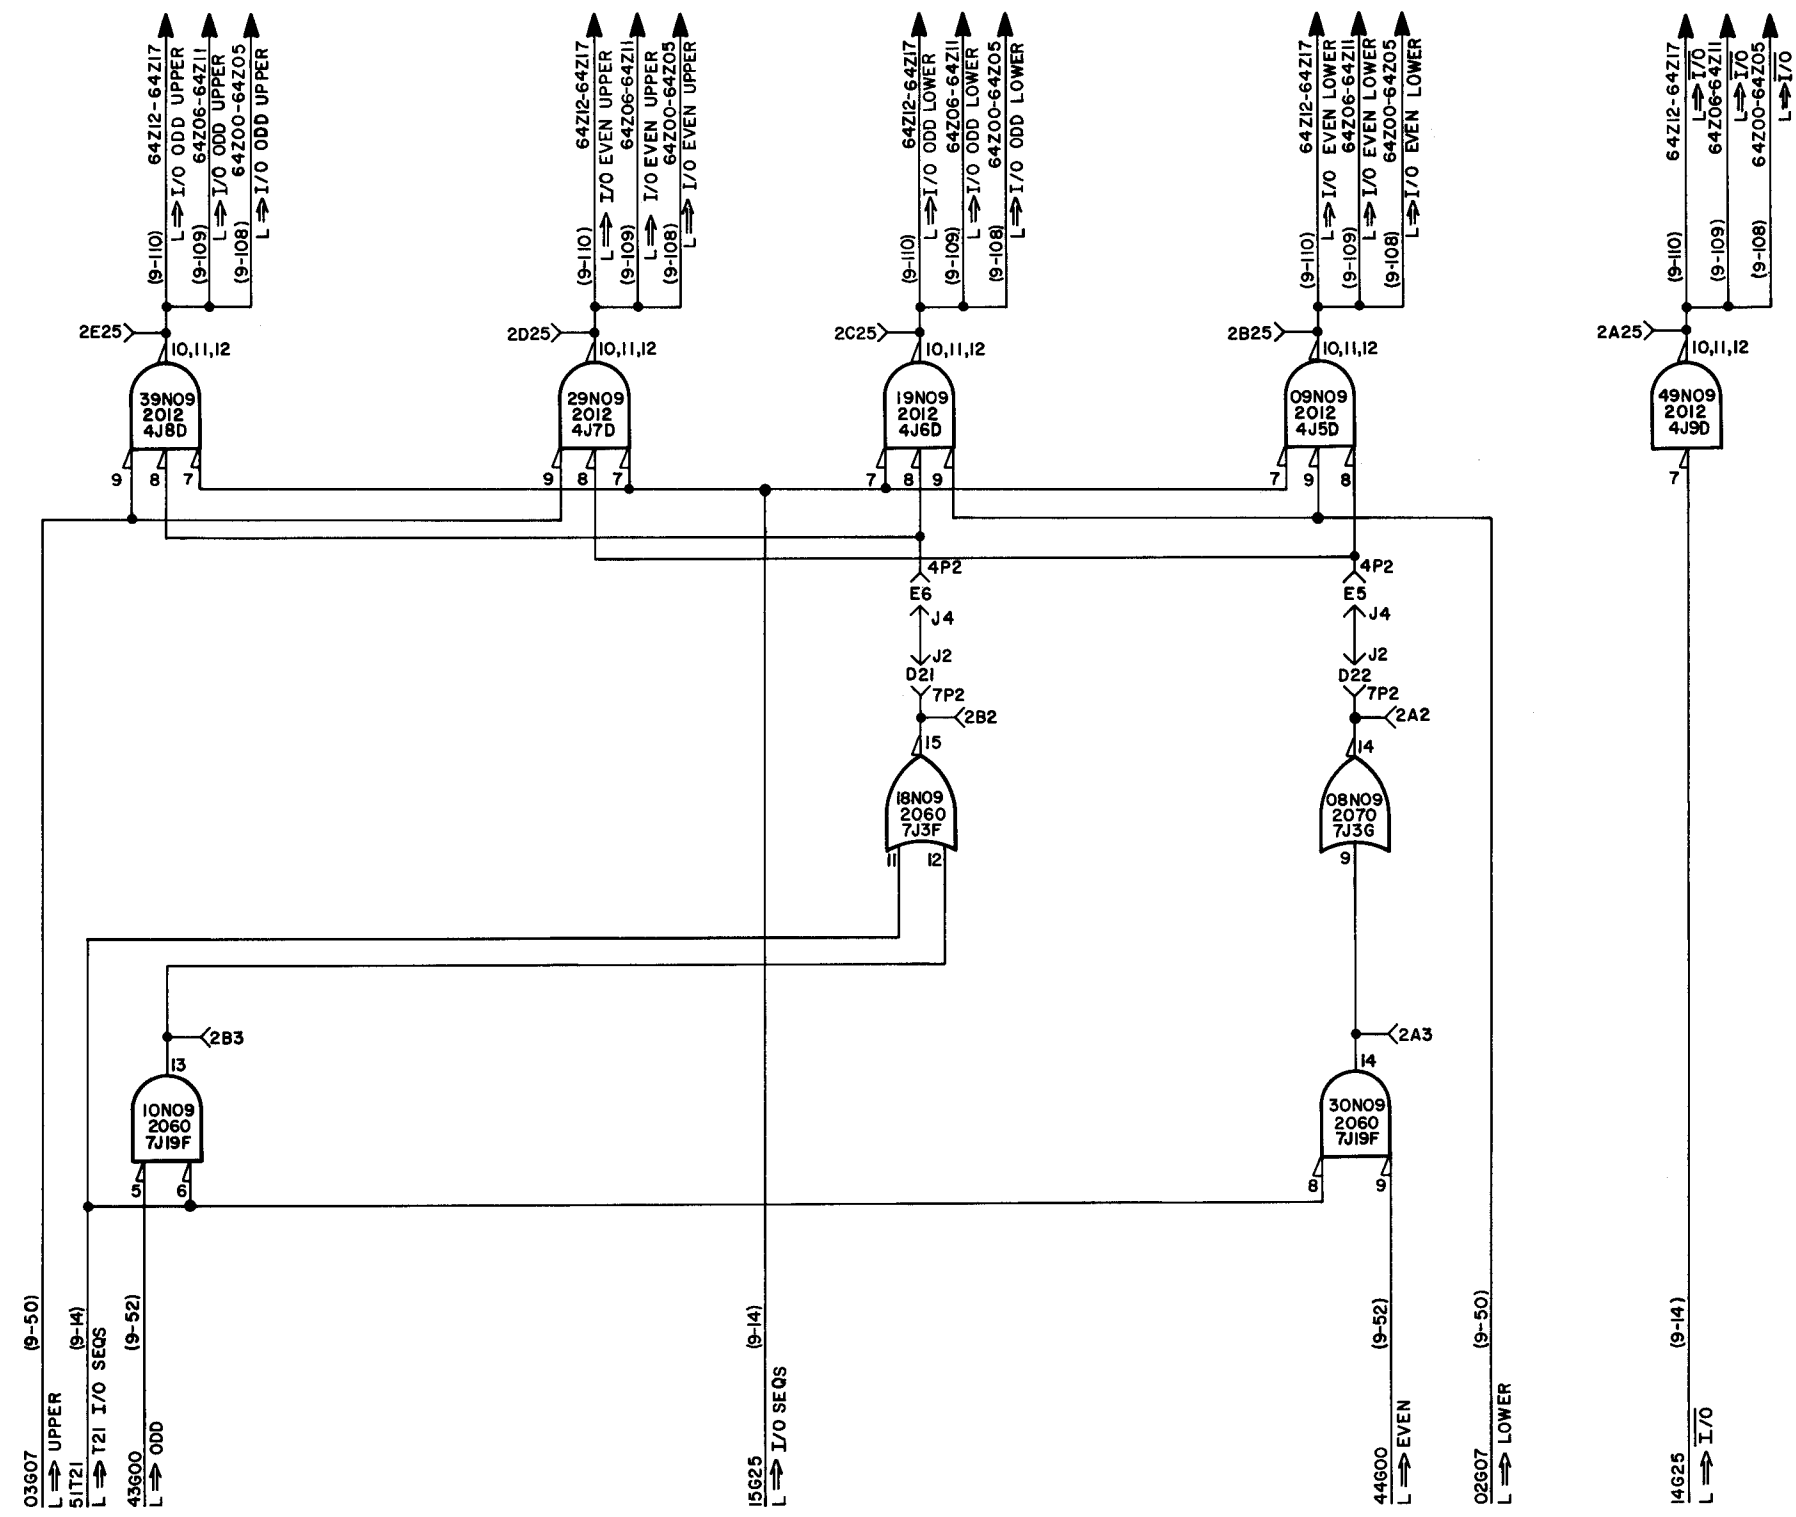 64Z12-64Z17
L⇒I/O ODD UPPER
64Z06-64Z11
L⇒I/O ODD UPPER
64Z00-64Z05
L⇒I/O ODD UPPER
(9-110)
(9-109)
(9-108)
64Z12-64Z17
L⇒I/O EVEN UPPER
64Z06-64Z11
L⇒I/O EVEN UPPER
64Z00-64Z05
L⇒I/O EVEN UPPER
(9-110)
(9-109)
(9-108)
64Z12-64Z17
L⇒I/O ODD LOWER
64Z06-64Z11
L⇒I/O ODD LOWER
64Z00-64Z05
L⇒I/O ODD LOWER
(9-110)
(9-109)
(9-108)
64Z12-64Z17
L⇒I/O EVEN LOWER
64Z06-64Z11
L⇒I/O EVEN LOWER
64Z00-64Z05
L⇒I/O EVEN LOWER
(9-110)
(9-109)
(9-108)
64Z12-64Z17
L⇒I̅/̅O̅
64Z06-64Z11
L⇒I̅/̅O̅
64Z00-64Z05
L⇒I̅/̅O̅
(9-110)
(9-109)
(9-108)
2E25
10,11,12
2D25
10,11,12
2C25
10,11,12
2B25
10,11,12
2A25
10,11,12
39N09
2012
4J8D
29N09
2012
4J7D
19N09
2012
4J6D
09N09
2012
4J5D
49N09
2012
4J9D
9 8 7
9 8 7
7 8 9
7 9 8
7
4P2
E6
J4
J2
D21
7P2
2B2
15
4P2
E5
J4
J2
D22
7P2
2A2
14
18N09
2060
7J3F
11 12
08N09
2070
7J3G
9
2B3
13
2A3
14
10N09
2060
7J19F
5 6
30N09
2060
7J19F
8 9
03G07
(9-50)
L⇒UPPER
51T21
(9-14)
L⇒T21 I/O SEQS
43G00
(9-52)
L⇒ODD
15G25
(9-14)
L⇒I/O SEQS
44G00
(9-52)
L⇒EVEN
02G07
(9-50)
L⇒LOWER
14G25
(9-14)
L⇒I̅/̅O̅